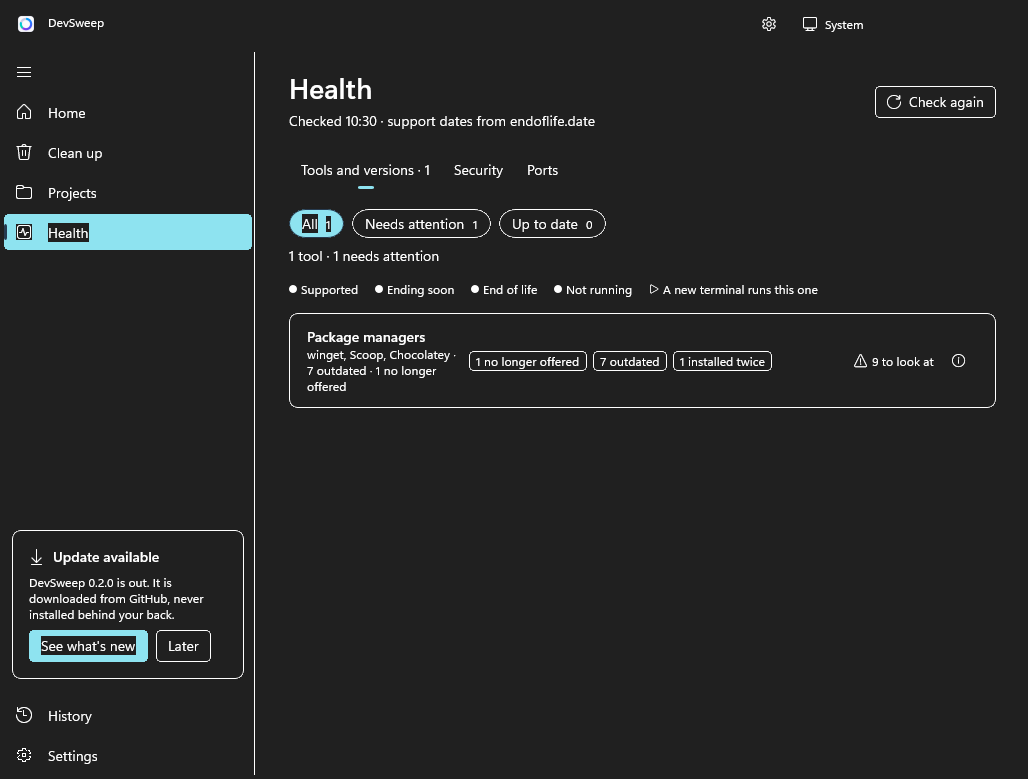 DevSweep
System
Home
Clean up
Projects
Health
Update available
DevSweep 0.2.0 is out. It is
downloaded from GitHub, never
installed behind your back.
See what's new
Later
History
Settings
Health
Checked 10:30 · support dates from endoflife.date
Check again
Tools and versions · 1
Security
Ports
All 1
Needs attention 1
Up to date 0
1 tool · 1 needs attention
Supported
Ending soon
End of life
Not running
A new terminal runs this one
Package managers
winget, Scoop, Chocolatey ·
7 outdated · 1 no longer
offered
1 no longer offered
7 outdated
1 installed twice
9 to look at